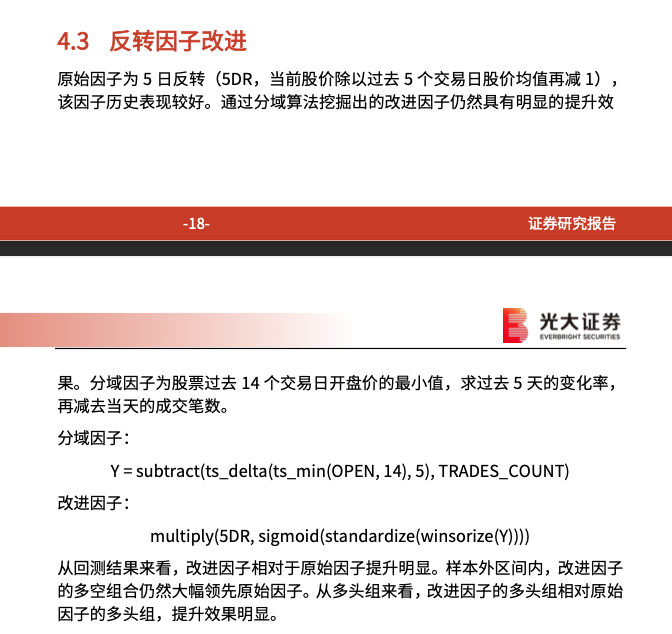 4.3 反转因子改进
原始因子为 5 日反转（5DR，当前股价除以过去 5 个交易日股价均值再减 1），
该因子历史表现较好。通过分域算法挖掘出的改进因子仍然具有明显的提升效
-18-
证券研究报告
光大证券
EVERBRIGHT SECURITIES
果。分域因子为股票过去 14 个交易日开盘价的最小值，求过去 5 天的变化率，
再减去当天的成交笔数。
分域因子：
Y = subtract(ts_delta(ts_min(OPEN, 14), 5), TRADES_COUNT)
改进因子：
multiply(5DR, sigmoid(standardize(winsorize(Y))))
从回测结果来看，改进因子相对于原始因子提升明显。样本外区间内，改进因子
的多空组合仍然大幅领先原始因子。从多头组来看，改进因子的多头组相对原始
因子的多头组，提升效果明显。